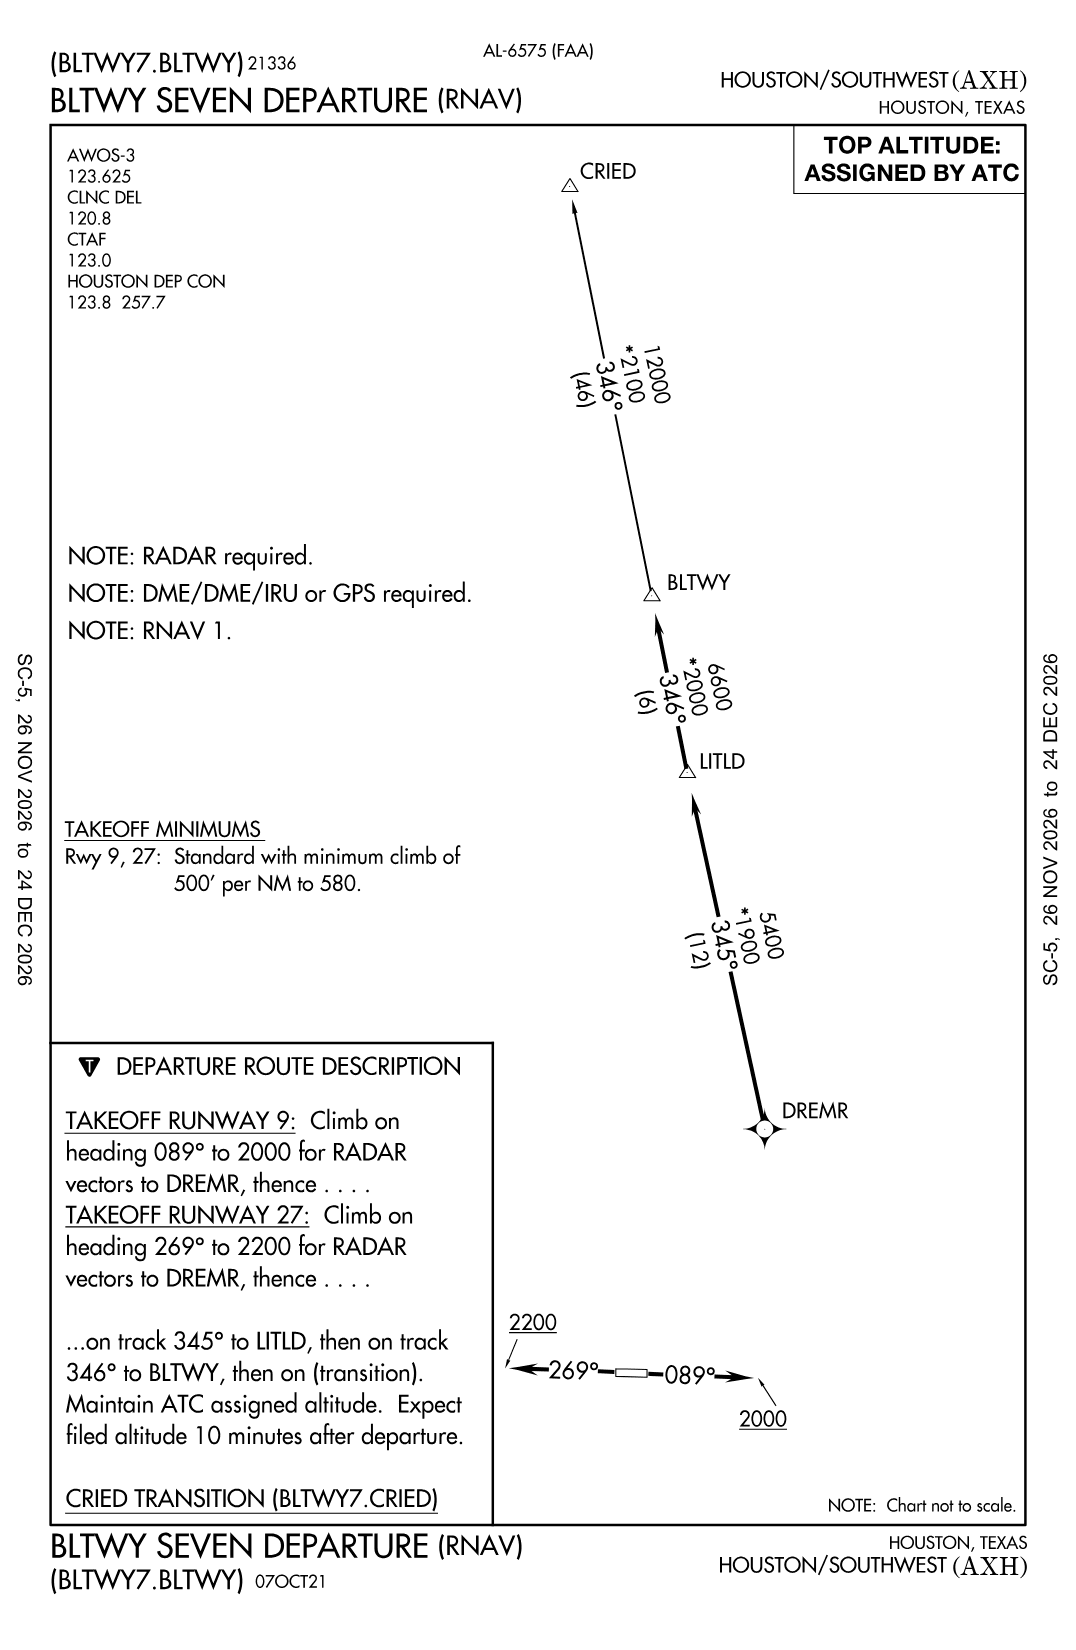 (BLTWY7.BLTWY) 21336
AL-6575 (FAA)
BLTWY SEVEN DEPARTURE (RNAV)
HOUSTON/SOUTHWEST (AXH)
HOUSTON, TEXAS
TOP ALTITUDE:
ASSIGNED BY ATC
AWOS-3
123.625
CLNC DEL
120.8
CTAF
123.0
HOUSTON DEP CON
123.8 257.7
CRIED
12000
*2100
346°
(46)
NOTE: RADAR required.
NOTE: DME/DME/IRU or GPS required.
NOTE: RNAV 1.
BLTWY
6600
*2000
346°
(6)
LITLD
SC-5, 26 NOV 2026 to 24 DEC 2026
SC-5, 26 NOV 2026 to 24 DEC 2026
TAKEOFF MINIMUMS
Rwy 9, 27: Standard with minimum climb of
500' per NM to 580.
5400
*1900
345°
(12)
DREMR
T DEPARTURE ROUTE DESCRIPTION
TAKEOFF RUNWAY 9: Climb on
heading 089° to 2000 for RADAR
vectors to DREMR, thence . . . .
TAKEOFF RUNWAY 27: Climb on
heading 269° to 2200 for RADAR
vectors to DREMR, thence . . . .
...on track 345° to LITLD, then on track
346° to BLTWY, then on (transition).
Maintain ATC assigned altitude. Expect
filed altitude 10 minutes after departure.
CRIED TRANSITION (BLTWY7.CRIED)
2200
269°
089°
2000
NOTE: Chart not to scale.
BLTWY SEVEN DEPARTURE (RNAV)
(BLTWY7.BLTWY) 07OCT21
HOUSTON, TEXAS
HOUSTON/SOUTHWEST (AXH)